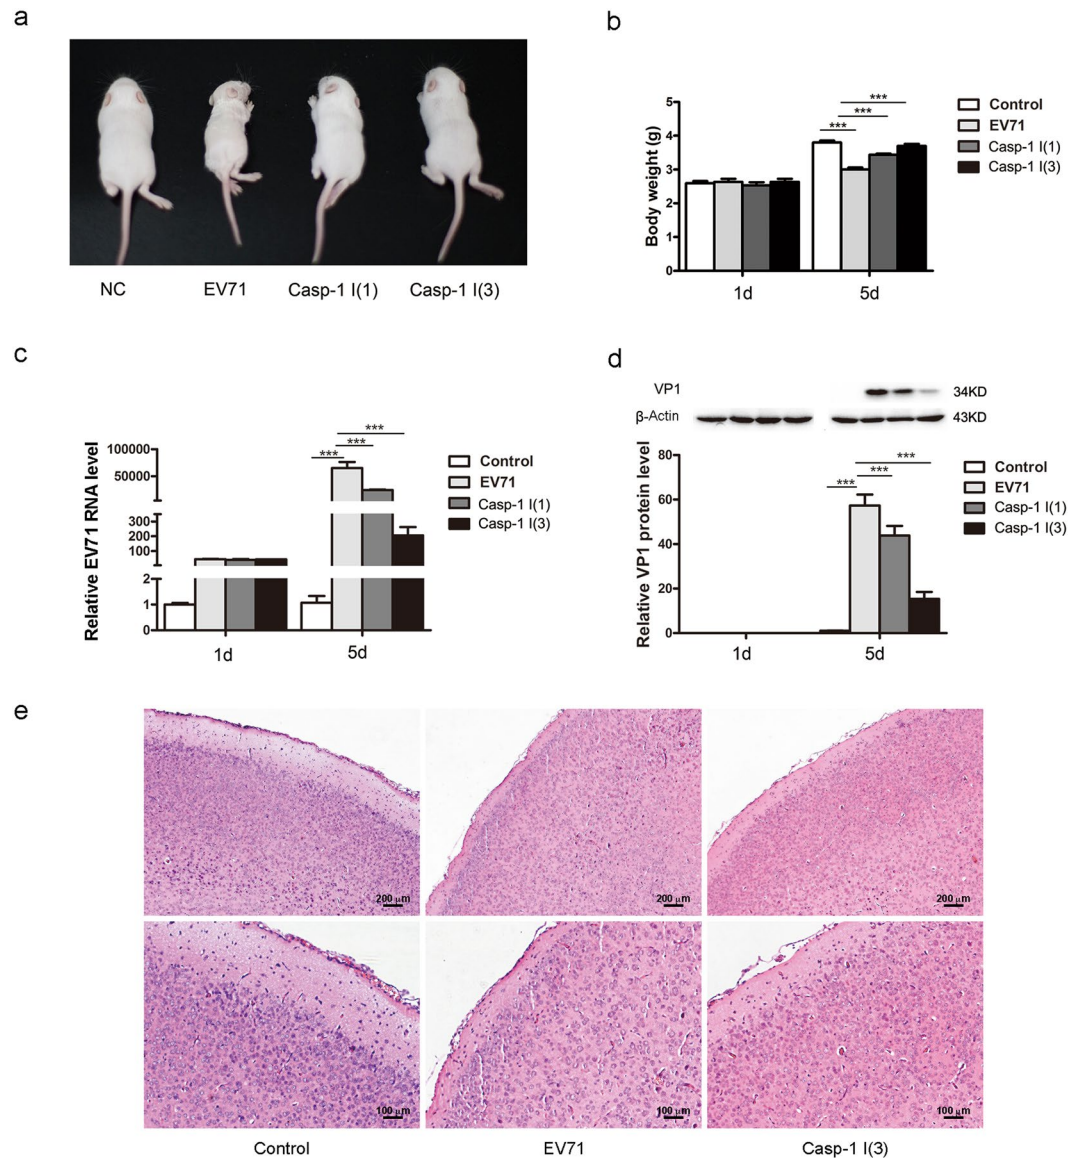 a
NC EV71 Casp-1 I(1) Casp-1 I(3)
b
Body weight (g)
5
4
3
2
1
0
***
***
***
1d 5d
Control
EV71
Casp-1 I(1)
Casp-1 I(3)
c
Relative EV71 RNA level
100000
50000
300
200
100
2
1
0
***
***
***
1d 5d
Control
EV71
Casp-1 I(1)
Casp-1 I(3)
d
VP1 34KD
β-Actin 43KD
Relative VP1 protein level
80
60
40
20
0
***
***
***
1d 5d
Control
EV71
Casp-1 I(1)
Casp-1 I(3)
e
200 μm 200 μm 200 μm
100 μm 100 μm 100 μm
Control EV71 Casp-1 I(3)